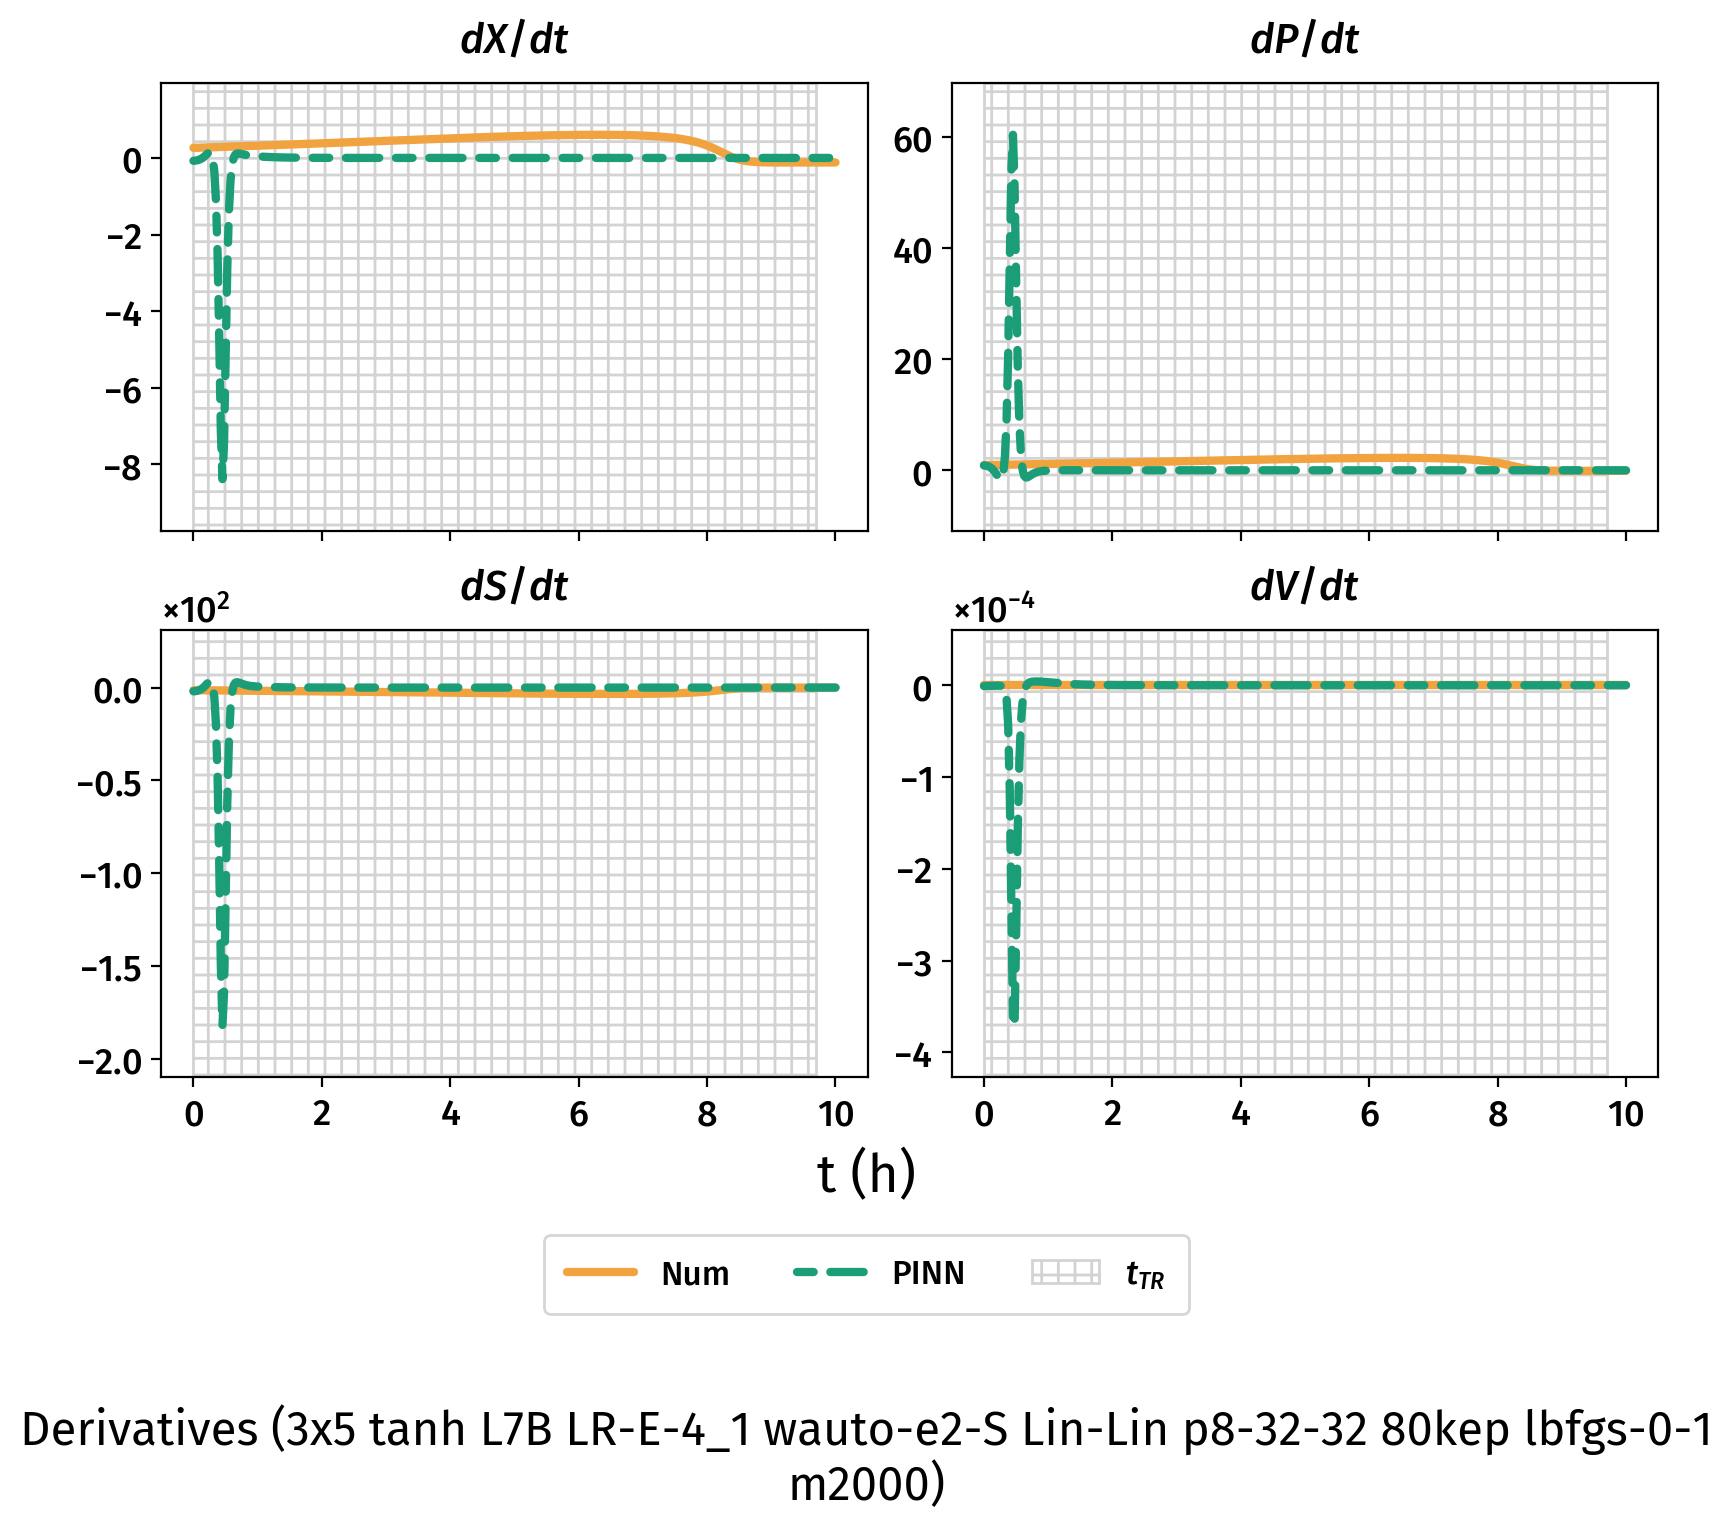 dX/dt
dP/dt
0
−2
−4
−6
−8
60
40
20
0
dS/dt
dV/dt
×10²
×10⁻⁴
0.0
−0.5
−1.0
−1.5
−2.0
0
−1
−2
−3
−4
0 2 4 6 8 10
0 2 4 6 8 10
t (h)
Num PINN t_TR
Derivatives (3x5 tanh L7B LR-E-4_1 wauto-e2-S Lin-Lin p8-32-32 80kep lbfgs-0-1
m2000)